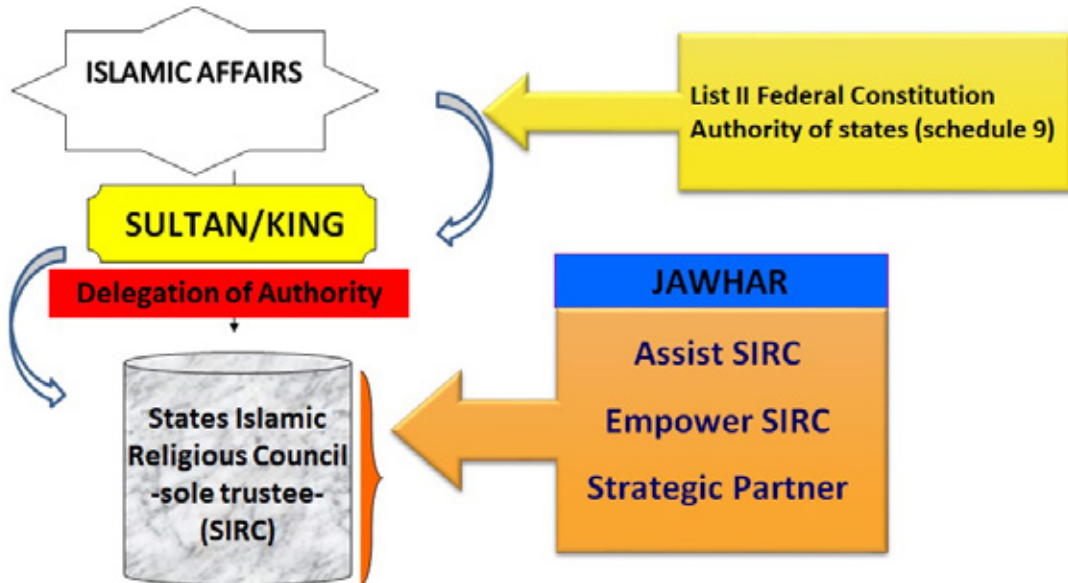 ISLAMIC AFFAIRS
List II Federal Constitution
Authority of states (schedule 9)
SULTAN/KING
Delegation of Authority
JAWHAR
Assist SIRC
Empower SIRC
Strategic Partner
States Islamic
Religious Council
-sole trustee-
(SIRC)